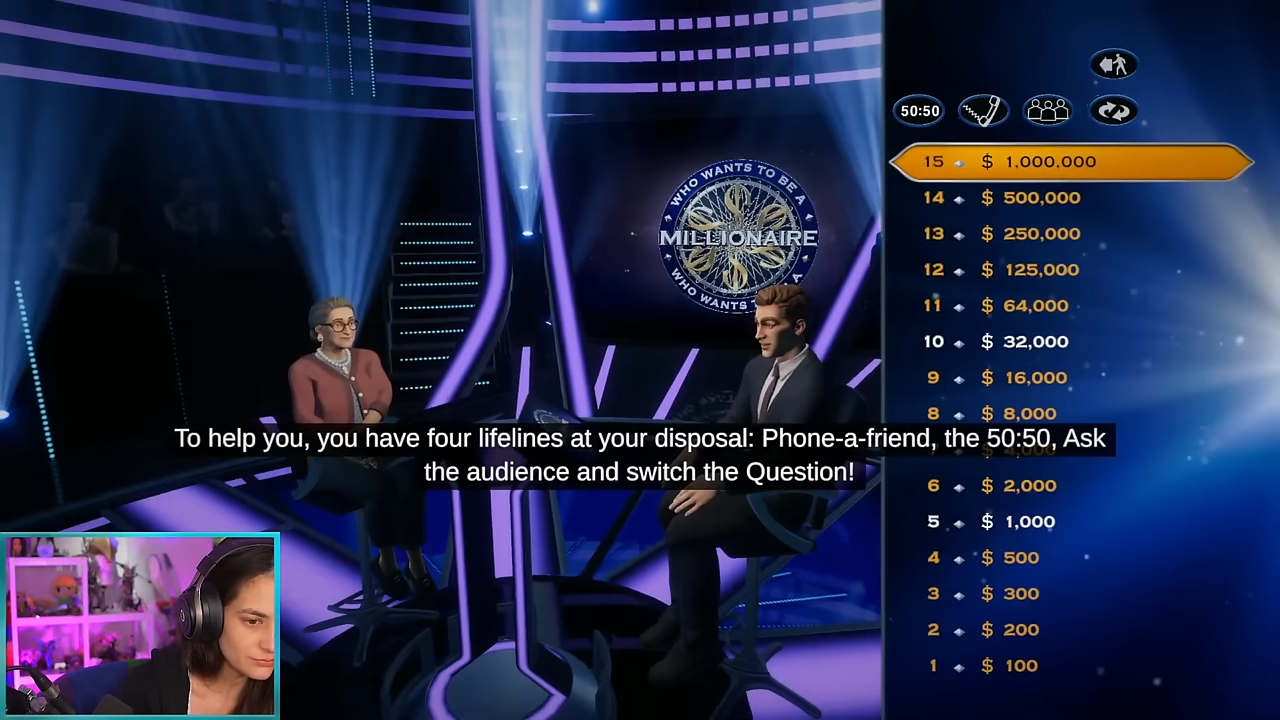 WHO WANTS TO BE A
MILLIONAIRE
WHO WANTS A
50:50
15 $ 1,000,000
14 $ 500,000
13 $ 250,000
12 $ 125,000
11 $ 64,000
10 $ 32,000
9 $ 16,000
8 $ 8,000
4,000
6 $ 2,000
5 $ 1,000
4 $ 500
3 $ 300
2 $ 200
1 $ 100
To help you, you have four lifelines at your disposal: Phone-a-friend, the 50:50, Ask
the audience and switch the Question!